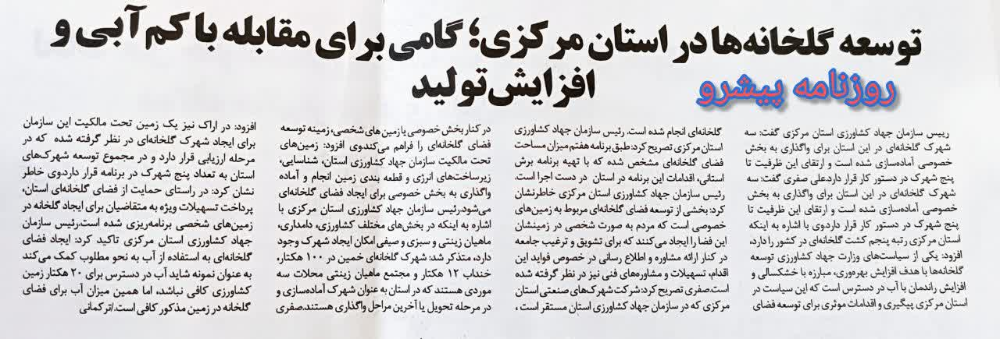 توسعه گلخانه‌ها در استان مرکزی؛ گامی برای مقابله با کم آبی و
افزایش تولید
روزنامه پیشرو
رییس سازمان جهاد کشاورزی استان مرکزی گفت: سه
شهرک گلخانه‌ای در این استان برای واگذاری به بخش
خصوصی آماده‌سازی شده است و ارتقای این ظرفیت تا
پنج شهرک در دستور کار قرار دارد.علی صفری گفت: سه
شهرک گلخانه‌ای در این استان برای واگذاری به بخش
خصوصی آماده‌سازی شده است و ارتقای این ظرفیت تا
پنج شهرک در دستور کار قرار دارد.وی با اشاره به اینکه
استان مرکزی رتبه پنجم کشت گلخانه‌ای در کشور را دارد،
افزود: یکی از سیاست‌های وزارت جهاد کشاورزی توسعه
گلخانه‌ها با هدف افزایش بهره‌وری، مبارزه با خشکسالی و
افزایش راندمان با آب در دسترس است که این سیاست در
استان مرکزی پیگیری و اقدامات موثری برای توسعه فضای
گلخانه‌ای انجام شده است. رئیس سازمان جهاد کشاورزی
استان مرکزی تصریح کرد: طبق برنامه هفتم میزان مساحت
فضای گلخانه‌ای مشخص شده که با تهیه برنامه برش
استانی، اقدامات این برنامه در استان در دست اجرا است.
رئیس سازمان جهاد کشاورزی استان مرکزی خاطرنشان
کرد: بخشی از توسعه فضای گلخانه‌ای مربوط به زمین‌های
خصوصی است که مردم به صورت شخصی در زمینشان
این فضا را ایجاد می‌کنند که برای تشویق و ترغیب جامعه
در کنار ارائه مشاوره و اطلاع رسانی در خصوص فواید این
اقدام، تسهیلات و مشاوره‌های فنی نیز در نظر گرفته شده
است.صفری تصریح کرد: شرکت شهرک‌های صنعتی استان
مرکزی که در سازمان جهاد کشاورزی استان مستقر است ،
در کنار بخش خصوصی یا زمین های شخصی، زمینه توسعه
فضای گلخانه‌ای را فراهم می‌کند.وی افزود: زمین‌های
تحت مالکیت سازمان جهاد کشاورزی استان، شناسایی،
زیرساخت‌های انرژی و قطعه بندی زمین انجام و آماده
واگذاری به بخش خصوصی برای ایجاد فضای گلخانه‌ای
می‌شود.رئیس سازمان جهاد کشاورزی استان مرکزی با
اشاره به اینکه در بخش‌های مختلف کشاورزی، دامداری،
ماهیان زینتی و سبزی و صیفی امکان ایجاد شهرک وجود
دارد، متذکر شد: شهرک گلخانه‌ای خمین در ۱۰۰ هکتار،
خنداب ۱۲ هکتار و مجتمع ماهیان زینتی محلات سه
موردی هستند که در استان به عنوان شهرک آماده‌سازی و
در مرحله تحویل یا آخرین مراحل واگذاری هستند.صفری
افزود: در اراک نیز یک زمین تحت مالکیت این سازمان
برای ایجاد شهرک گلخانه‌ای در نظر گرفته شده که در
مرحله ارزیابی قرار دارد و در مجموع توسعه شهرک‌های
استان به تعداد پنج شهرک در برنامه قرار دارد.وی خاطر
نشان کرد: در راستای حمایت از فضای گلخانه‌ای استان،
پرداخت تسهیلات ویژه به متقاضیان برای ایجاد گلخانه در
زمین‌های شخصی برنامه‌ریزی شده است.رئیس سازمان
جهاد کشاورزی استان مرکزی تاکید کرد: ایجاد فضای
گلخانه‌ای به استفاده از آب به نحو مطلوب کمک می‌کند
به عنوان نمونه شاید آب در دسترس برای ۲۰ هکتار زمین
کشاورزی کافی نباشد، اما همین میزان آب برای فضای
گلخانه در زمین مذکور کافی است./ترکمانی